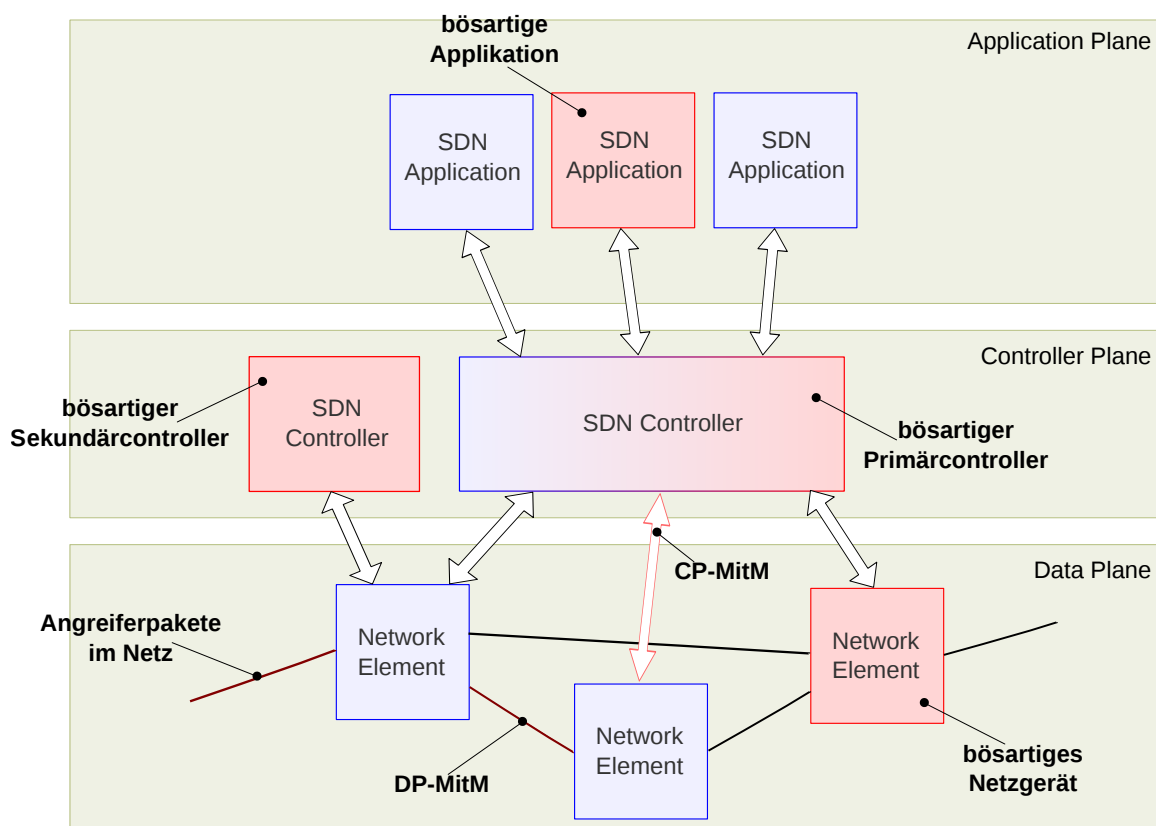 bösartige
Applikation
Application Plane
SDN
Application
SDN
Application
SDN
Application
Controller Plane
bösartiger
Sekundärcontroller
SDN
Controller
SDN Controller
bösartiger
Primärcontroller
CP-MitM
Data Plane
Angreiferpakete
im Netz
Network
Element
Network
Element
Network
Element
DP-MitM
bösartiges
Netzgerät